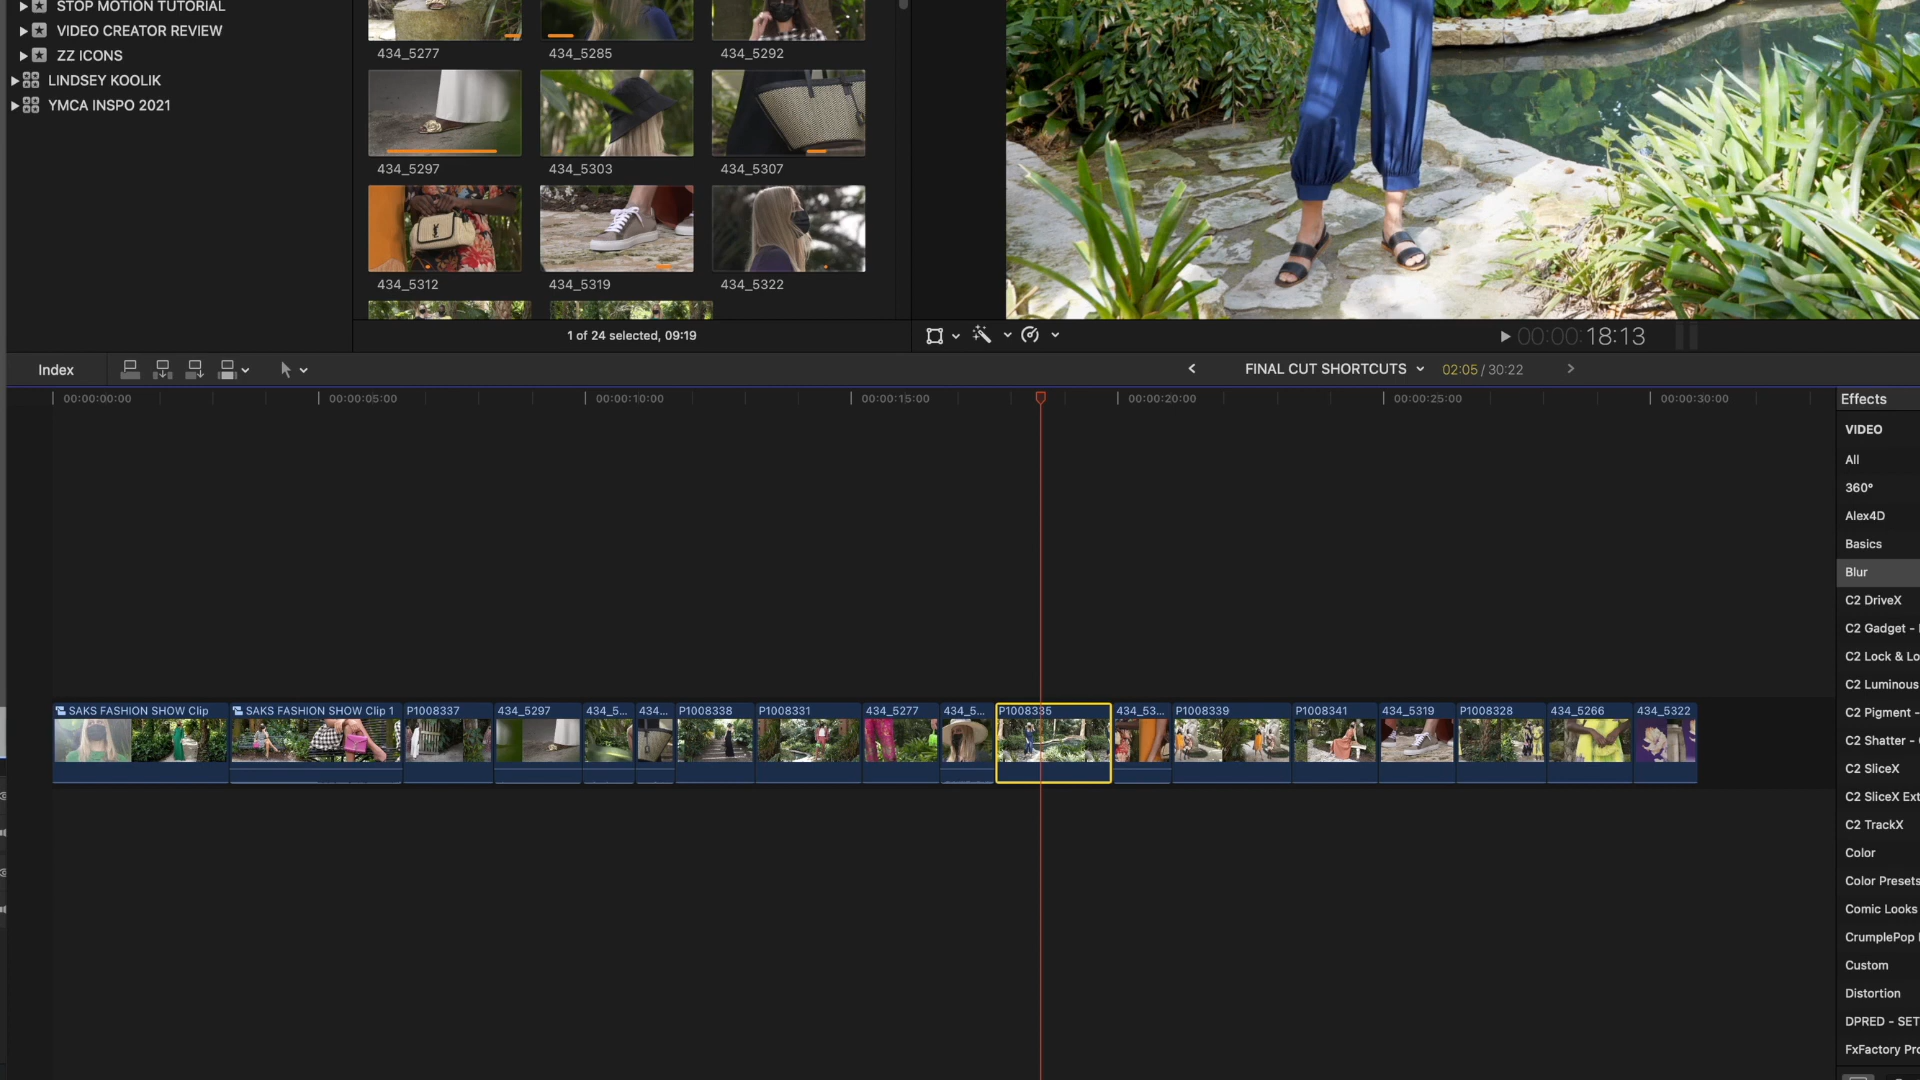 STOP MOTION TUTORIAL
VIDEO CREATOR REVIEW
ZZ ICONS
LINDSEY KOOLIK
YMCA INSPO 2021
434_5277
434_5285
434_5292
434_5297
434_5303
434_5307
434_5312
434_5319
434_5322
1 of 24 selected, 09:19
00:00:00:18:13
Index
FINAL CUT SHORTCUTS
02:05 / 30:22
00:00:00:00
00:00:05:00
00:00:10:00
00:00:15:00
00:00:20:00
00:00:25:00
00:00:30:00
SAKS FASHION SHOW Clip
SAKS FASHION SHOW Clip 1
P1008337
434_5297
434_5...
434...
P1008338
P1008331
434_5277
434_5...
P1008335
434_53...
P1008339
P1008341
434_5319
P1008328
434_5266
434_5322
Effects
VIDEO
All
360°
Alex4D
Basics
Blur
C2 DriveX
C2 Gadget -
C2 Lock & Lo
C2 Luminous
C2 Pigment -
C2 Shatter -
C2 SliceX
C2 SliceX Ext
C2 TrackX
Color
Color Presets
Comic Looks
CrumplePop
Custom
Distortion
DPRED - SET
FxFactory Pro